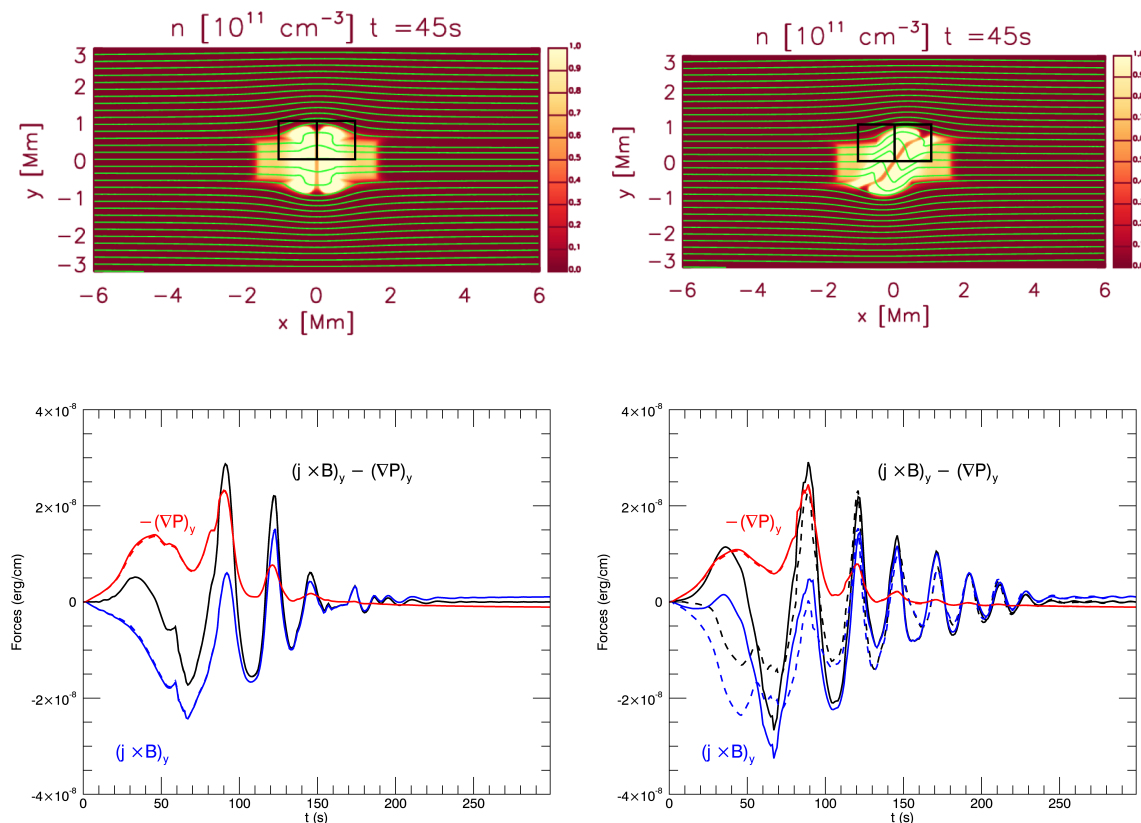 n [10¹¹ cm⁻³] t =45s
3
2
1
0
−1
−2
−3
y [Mm]
−6 −4 −2 0 2 4 6
x [Mm]
1.0
0.9
0.8
0.7
0.6
0.5
0.4
0.3
0.2
0.1
0.0
n [10¹¹ cm⁻³] t =45s
3
2
1
0
−1
−2
−3
y [Mm]
−6 −4 −2 0 2 4 6
x [Mm]
4×10⁻⁸
2×10⁻⁸
0
-2×10⁻⁸
-4×10⁻⁸
Forces (erg/cm)
(j ×B)y − (∇P)y
−(∇P)y
(j ×B)y
0 50 100 150 200 250
t (s)
4×10⁻⁸
2×10⁻⁸
0
-2×10⁻⁸
-4×10⁻⁸
Forces (erg/cm)
(j ×B)y − (∇P)y
−(∇P)y
(j ×B)y
0 50 100 150 200 250
t (s)